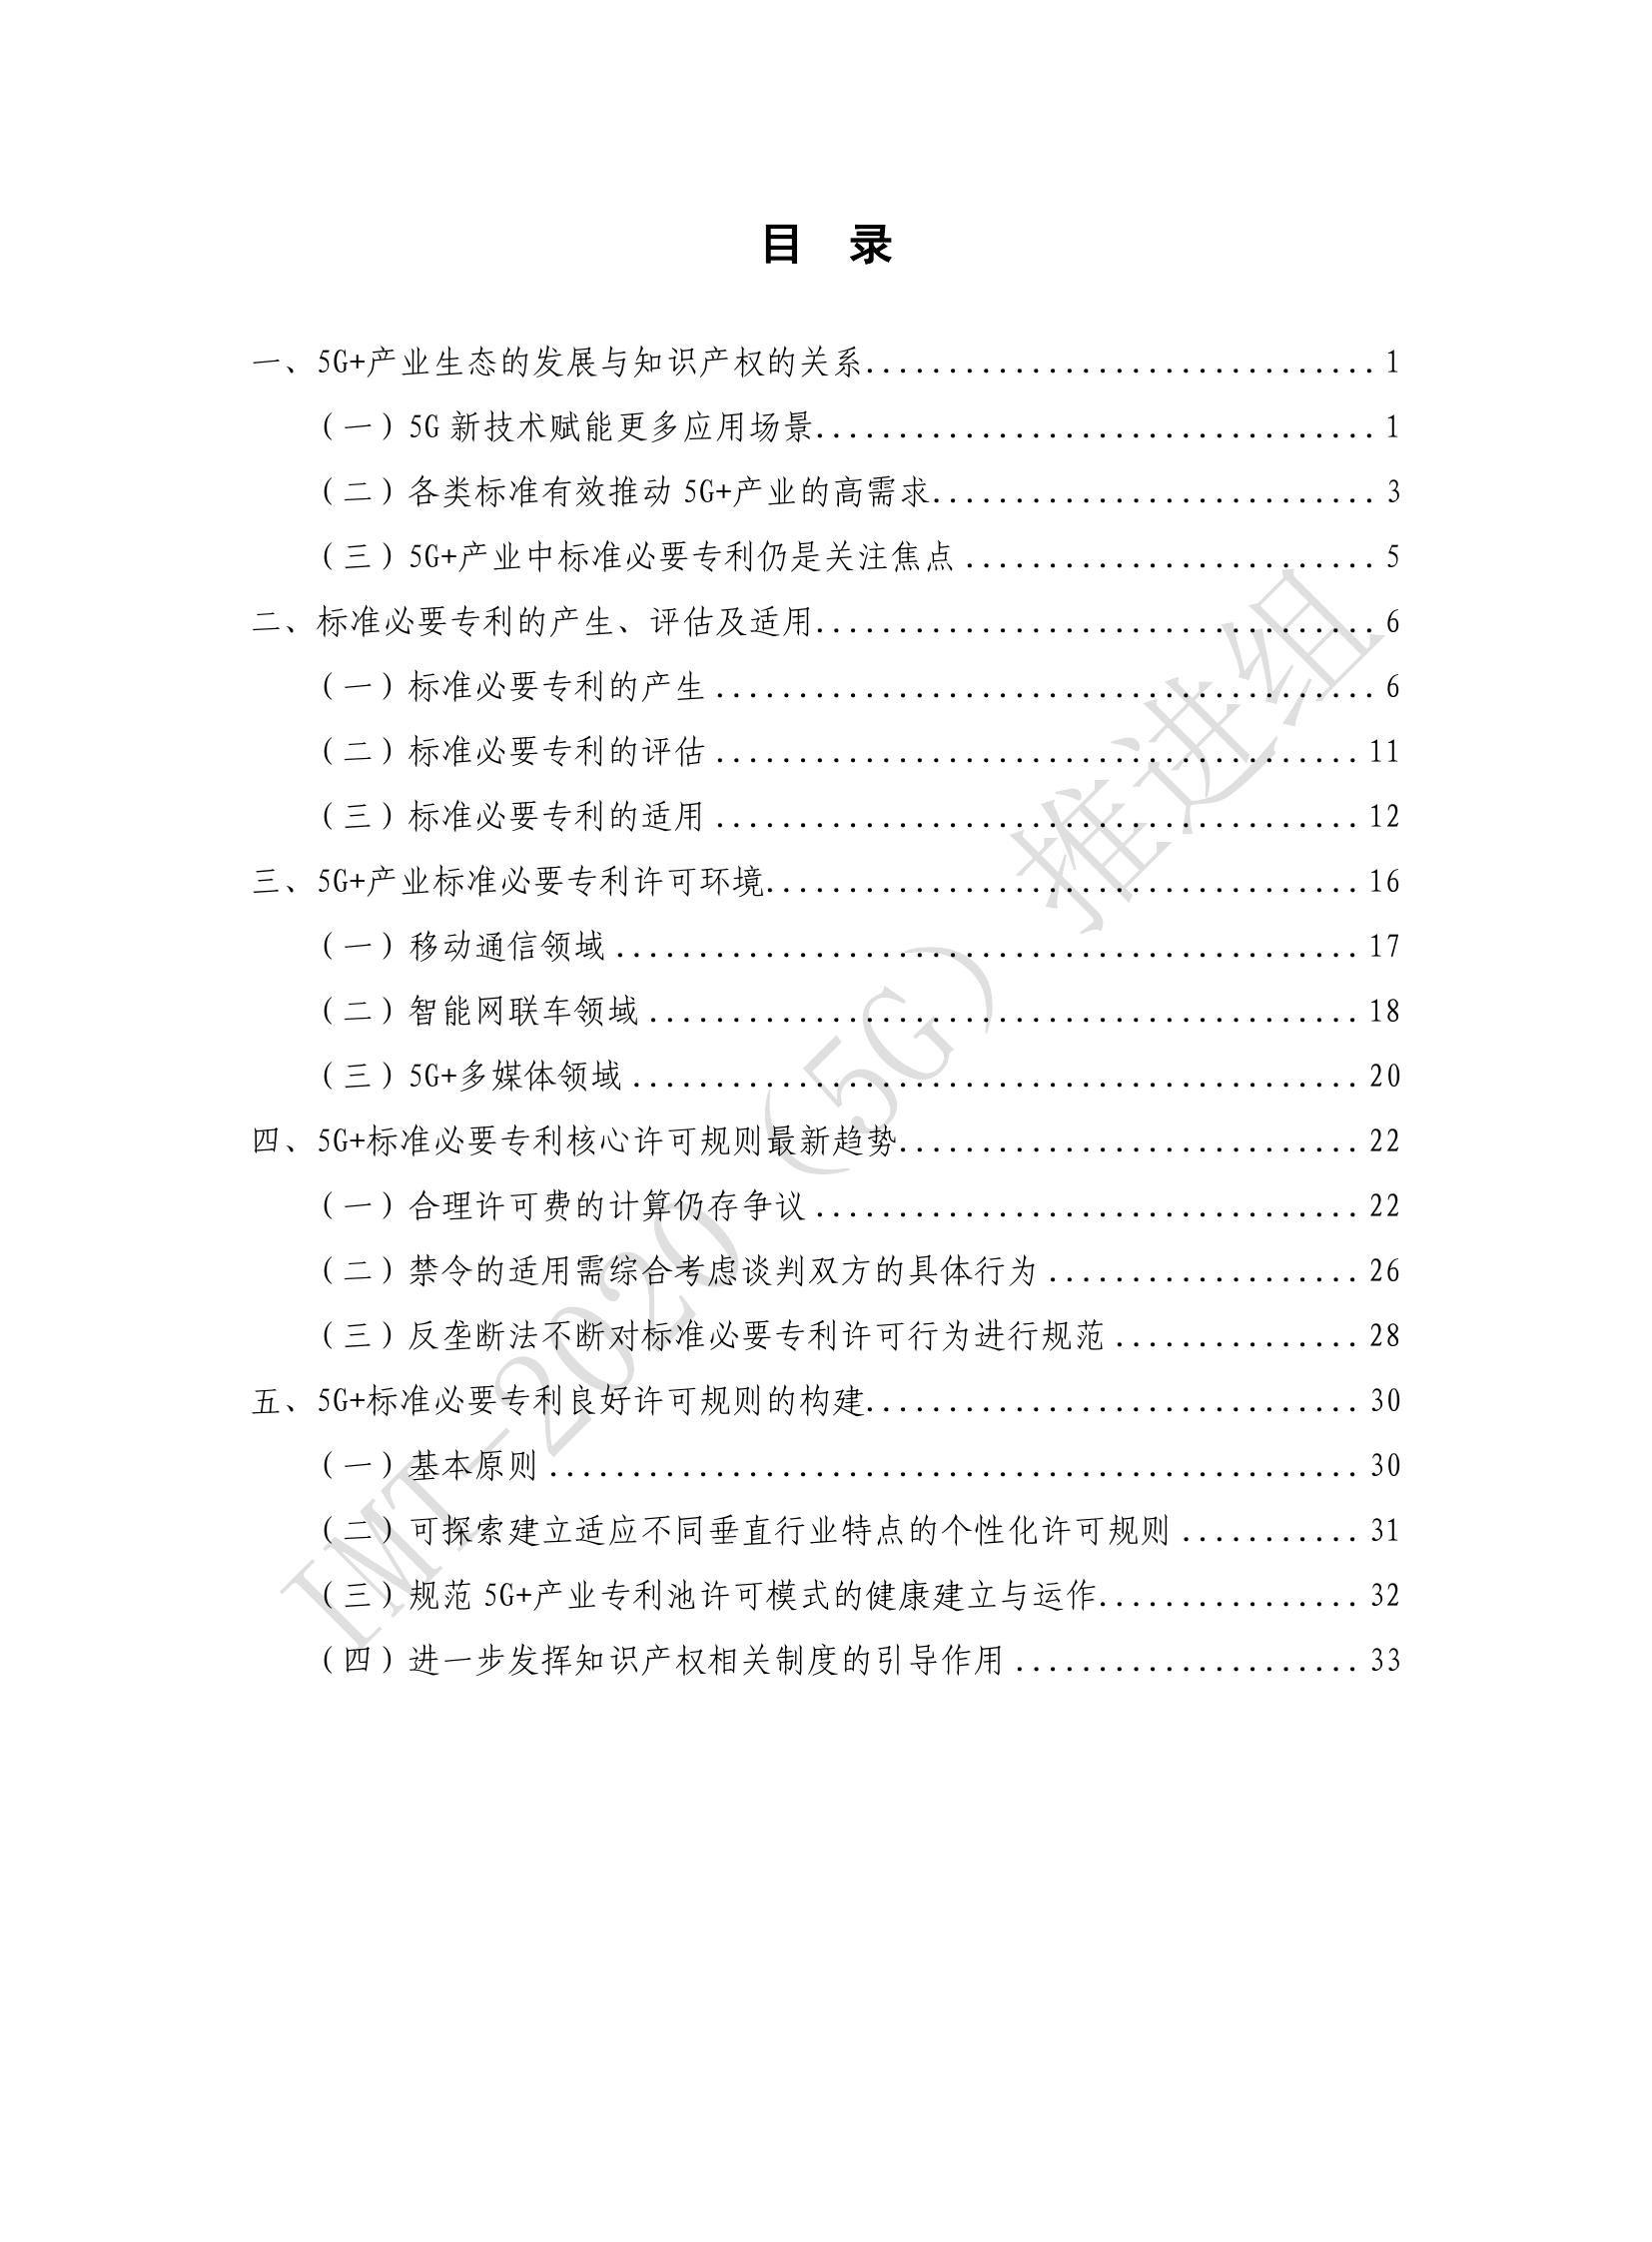 目 录
一、5G+产业生态的发展与知识产权的关系...............................1
（一）5G 新技术赋能更多应用场景..................................1
（二）各类标准有效推动 5G+产业的高需求...........................3
（三）5G+产业中标准必要专利仍是关注焦点 .........................5
二、标准必要专利的产生、评估及适用..................................6
（一）标准必要专利的产生 ........................................6
（二）标准必要专利的评估 .......................................11
（三）标准必要专利的适用 .......................................12
三、5G+产业标准必要专利许可环境....................................16
（一）移动通信领域 .............................................17
（二）智能网联车领域 ...........................................18
（三）5G+多媒体领域 ............................................20
四、5G+标准必要专利核心许可规则最新趋势............................22
（一）合理许可费的计算仍存争议 .................................22
（二）禁令的适用需综合考虑谈判双方的具体行为 ...................26
（三）反垄断法不断对标准必要专利许可行为进行规范 ...............28
五、5G+标准必要专利良好许可规则的构建..............................30
（一）基本原则 .................................................30
（二）可探索建立适应不同垂直行业特点的个性化许可规则 ...........31
（三）规范 5G+产业专利池许可模式的健康建立与运作................32
（四）进一步发挥知识产权相关制度的引导作用 .....................33
IMT-2020（5G）推进组